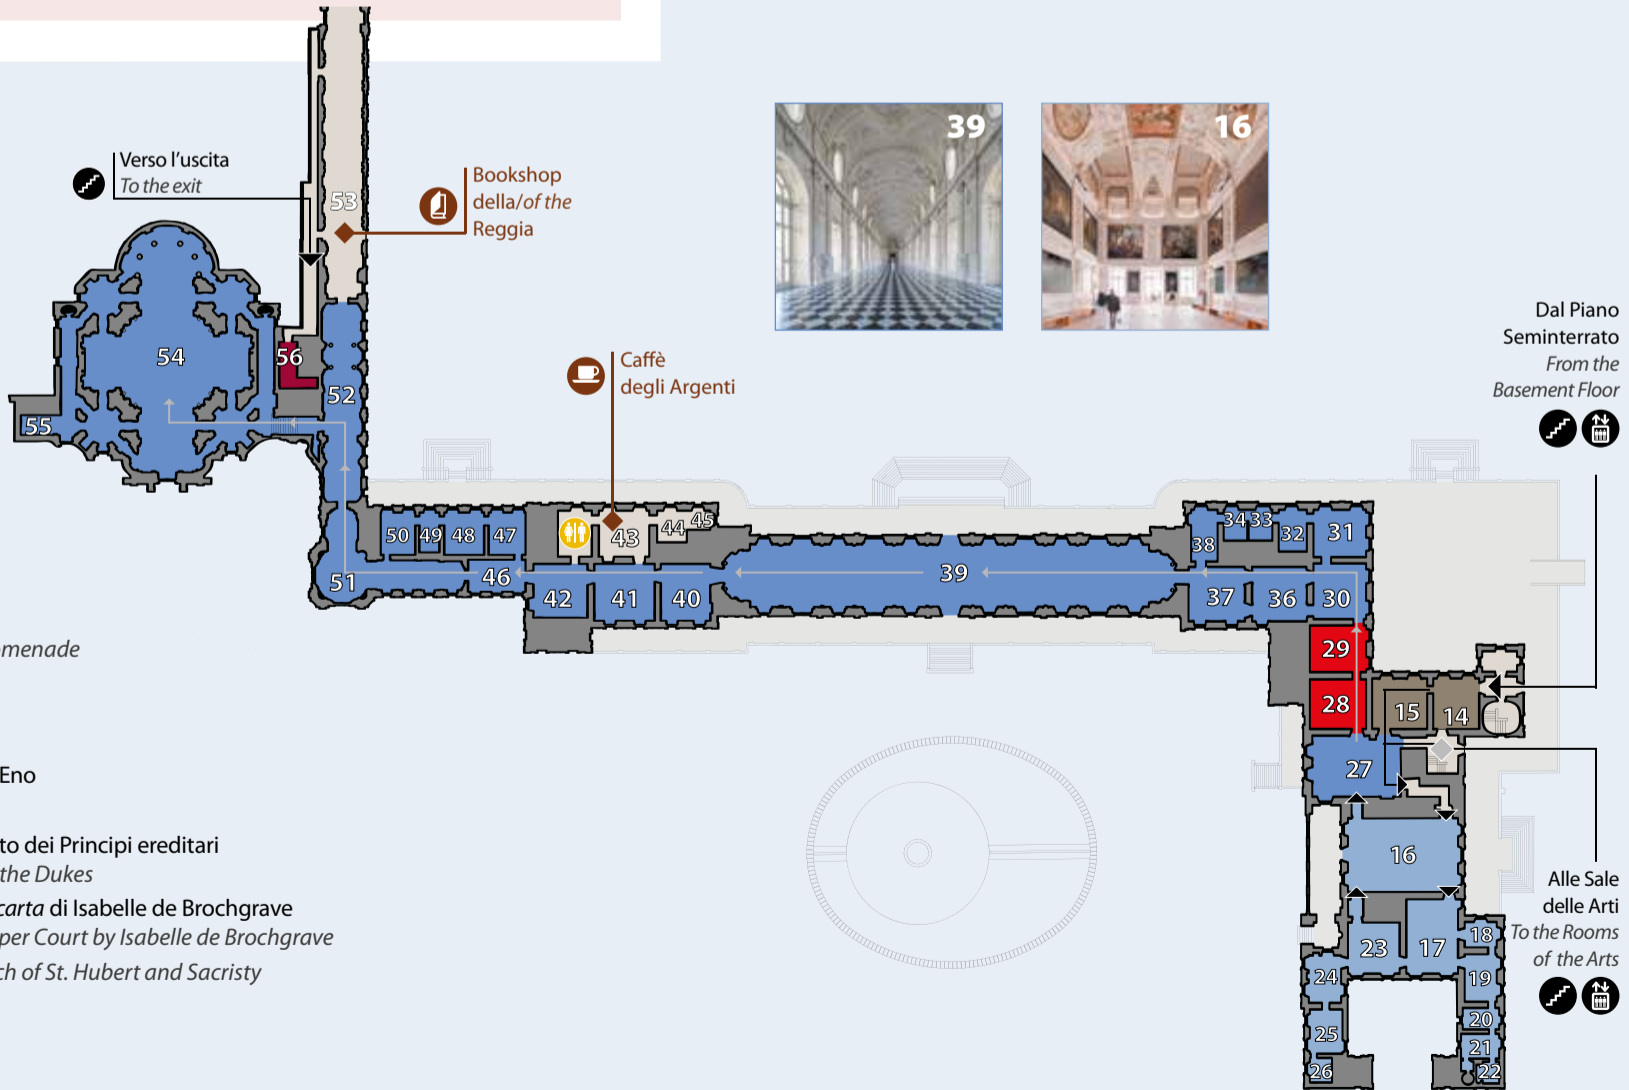 39
16
Verso l'uscita
To the exit
Bookshop
della/of the
Reggia
53
Caffè
degli Argenti
Dal Piano
Seminterrato
From the
Basement Floor
54
56
52
55
50
49
48
47
43
44
45
34
33
32
31
38
51
46
42
41
40
39
37
36
30
29
28
15
14
27
16
omenade
Eno
to dei Principi ereditari
the Dukes
carta di Isabelle de Brochgrave
per Court by Isabelle de Brochgrave
ch of St. Hubert and Sacristy
Alle Sale
delle Arti
To the Rooms
of the Arts
23
17
18
24
19
20
25
21
26
22